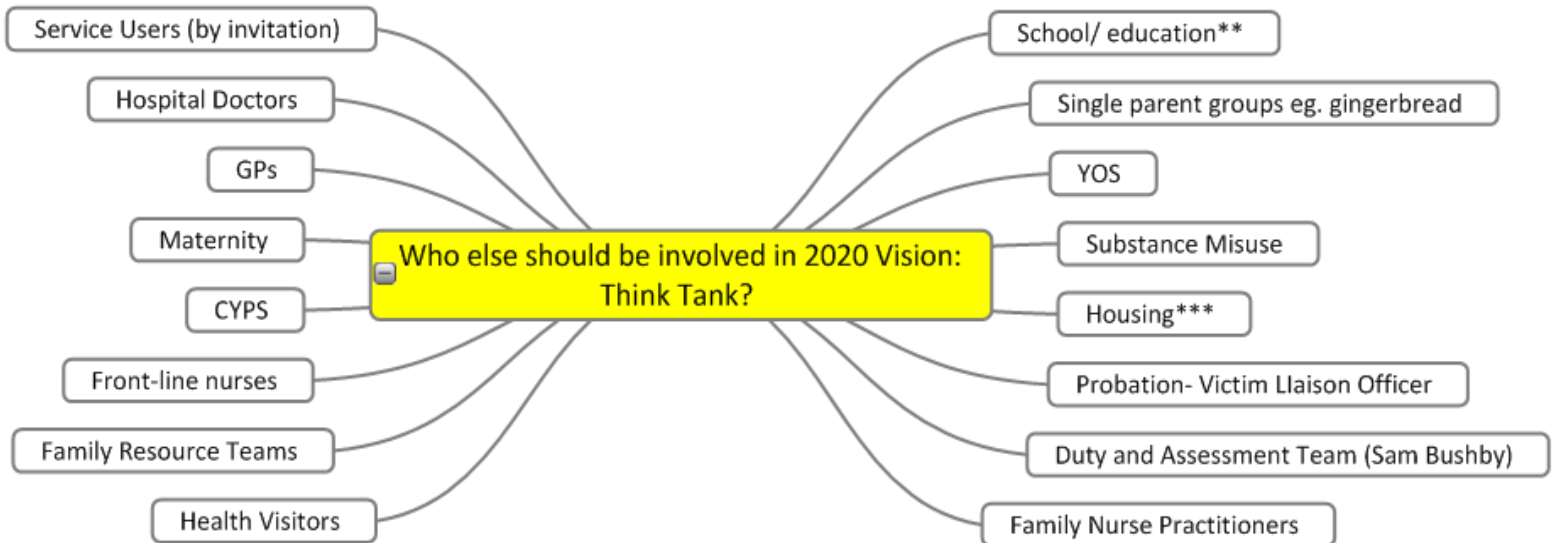 Service Users (by invitation)
Hospital Doctors
GPs
Maternity
CYPS
Front-line nurses
Family Resource Teams
Health Visitors
Who else should be involved in 2020 Vision:
Think Tank?
School/ education**
Single parent groups eg. gingerbread
YOS
Substance Misuse
Housing***
Probation- Victim LIaison Officer
Duty and Assessment Team (Sam Bushby)
Family Nurse Practitioners